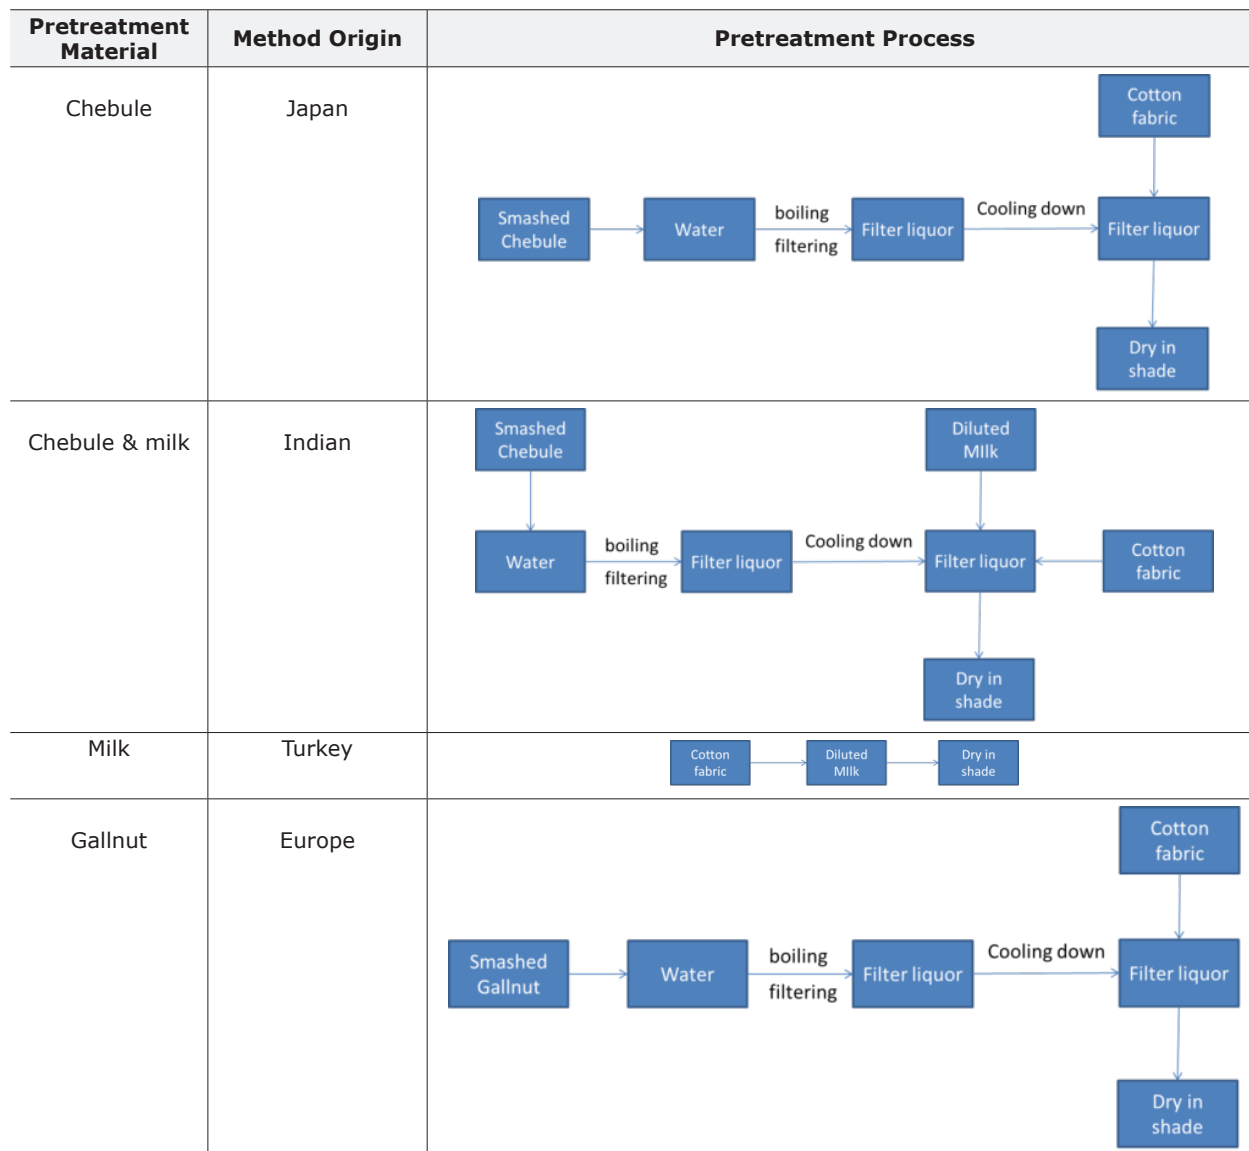 Pretreatment
Material
Method Origin
Pretreatment Process
Chebule
Japan
Cotton
fabric
Smashed
Chebule
Water
boiling
filtering
Filter liquor
Cooling down
Filter liquor
Dry in
shade
Chebule & milk
Indian
Smashed
Chebule
Diluted
MIlk
Water
boiling
filtering
Filter liquor
Cooling down
Filter liquor
Cotton
fabric
Dry in
shade
Milk
Turkey
Cotton
fabric
Diluted
MIlk
Dry in
shade
Gallnut
Europe
Cotton
fabric
Smashed
Gallnut
Water
boiling
filtering
Filter liquor
Cooling down
Filter liquor
Dry in
shade